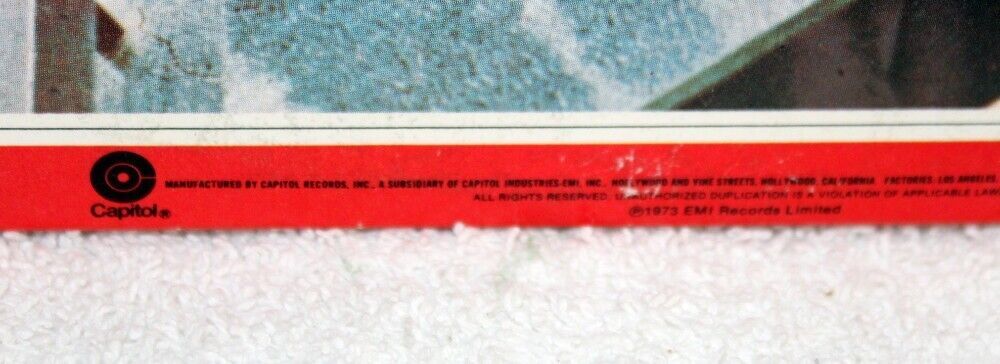 MANUFACTURED BY CAPITOL RECORDS, INC., A SUBSIDIARY OF CAPITOL INDUSTRIES-EMI, INC., HOLLYWOOD AND VINE STREETS, HOLLYWOOD, CALIFORNIA. FACTORIES: LOS ANGELES,
ALL RIGHTS RESERVED. UNAUTHORIZED DUPLICATION IS A VIOLATION OF APPLICABLE LAW
Capitol®
℗1973 EMI Records Limited